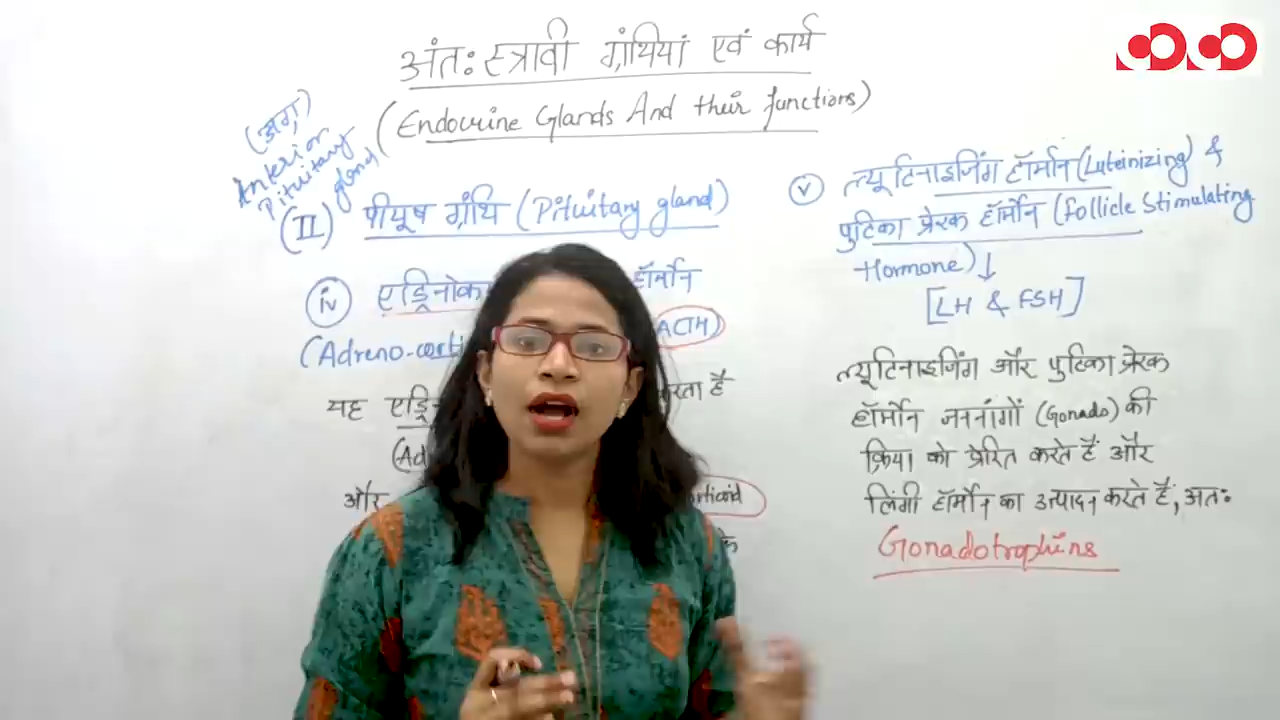 अंतः स्त्रावी ग्रंथियां एवं कार्य
(Endocrine Glands And their functions)
(अग्र)
Anterior
Pituitary
gland
(II) पीयूष ग्रंथि (Pituitary gland)
iv एड्रिनोक हॉर्मोन
(Adreno-corti ACTH)
यह एड्रि करता है
(Ad
और orticoid
के
v ल्यूटिनाइजिंग हॉर्मोन (Luteinizing) &
पुटिका प्रेरक हॉर्मोन (Follicle Stimulating
Hormone) ↓
[LH & FSH]
ल्यूटिनाइजिंग और पुटिका प्रेरक
हॉर्मोन जननांगों (Gonado) की
क्रिया को प्रेरित करते हैं और
लिंगी हॉर्मोन का उत्पादन करते हैं, अतः
Gonadotrophins